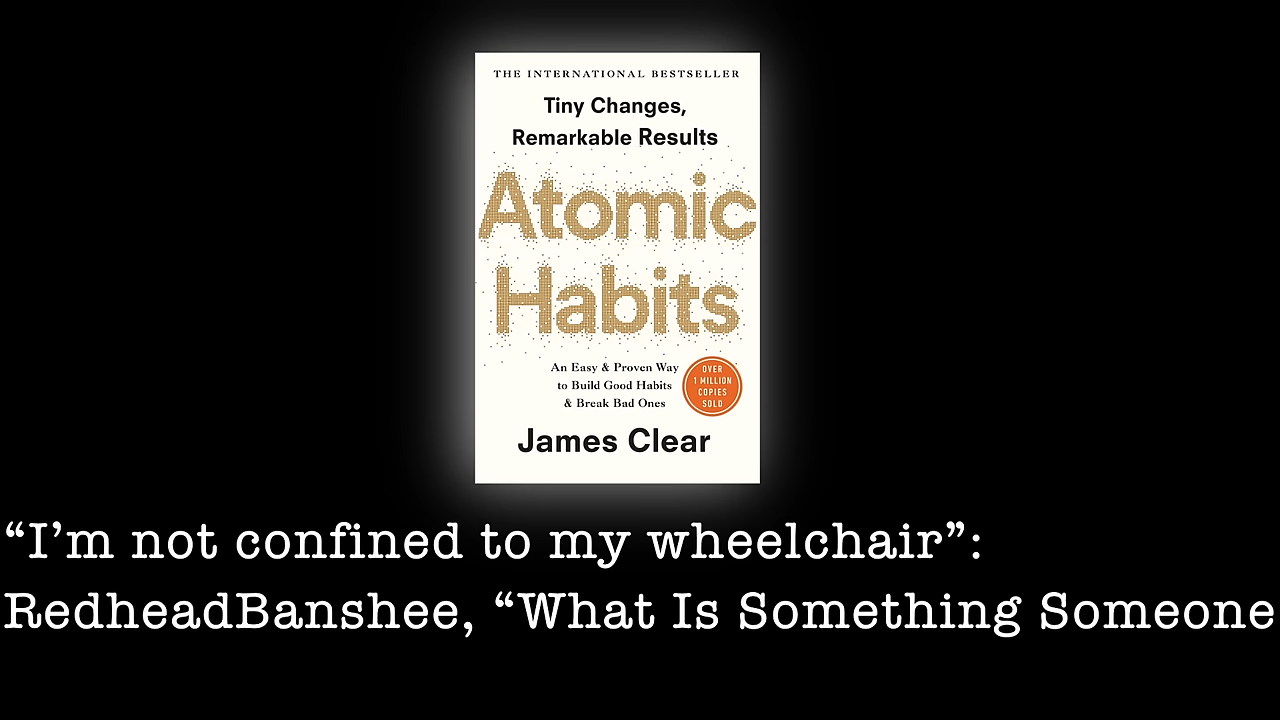 THE INTERNATIONAL BESTSELLER
Tiny Changes,
Remarkable Results
Atomic
Habits
An Easy & Proven Way
to Build Good Habits
& Break Bad Ones
OVER
1 MILLION
COPIES
SOLD
James Clear
“I’m not confined to my wheelchair”:
RedheadBanshee, “What Is Something Someone